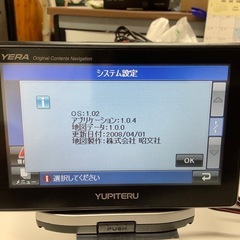 YERA Original Contents Navigation
システム設定
OS:1.02
アプリケーション:1.0.4
地図データ:1.0.0
更新日付:2008/04/01
地図製作:株式会社 昭文社
OK
メニュー
選択してください
YUPITERU
PUSH